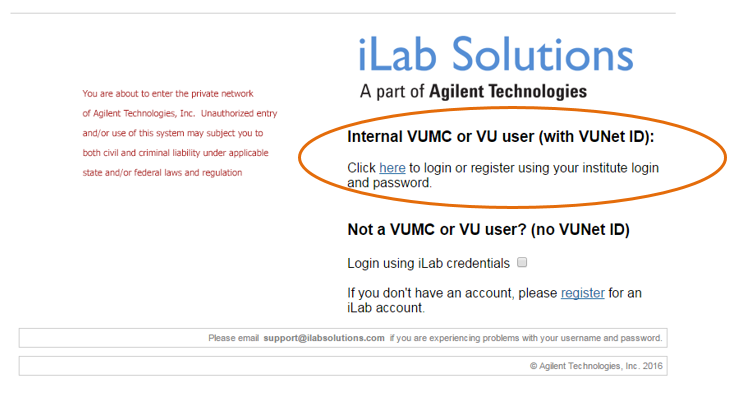 iLab Solutions
A part of Agilent Technologies
You are about to enter the private network
of Agilent Technologies, Inc. Unauthorized entry
and/or use of this system may subject you to
both civil and criminal liability under applicable
state and/or federal laws and regulation
Internal VUMC or VU user (with VUNet ID):
Click here to login or register using your institute login
and password.
Not a VUMC or VU user? (no VUNet ID)
Login using iLab credentials
If you don't have an account, please register for an
iLab account.
Please email support@ilabsolutions.com if you are experiencing problems with your username and password.
© Agilent Technologies, Inc. 2016